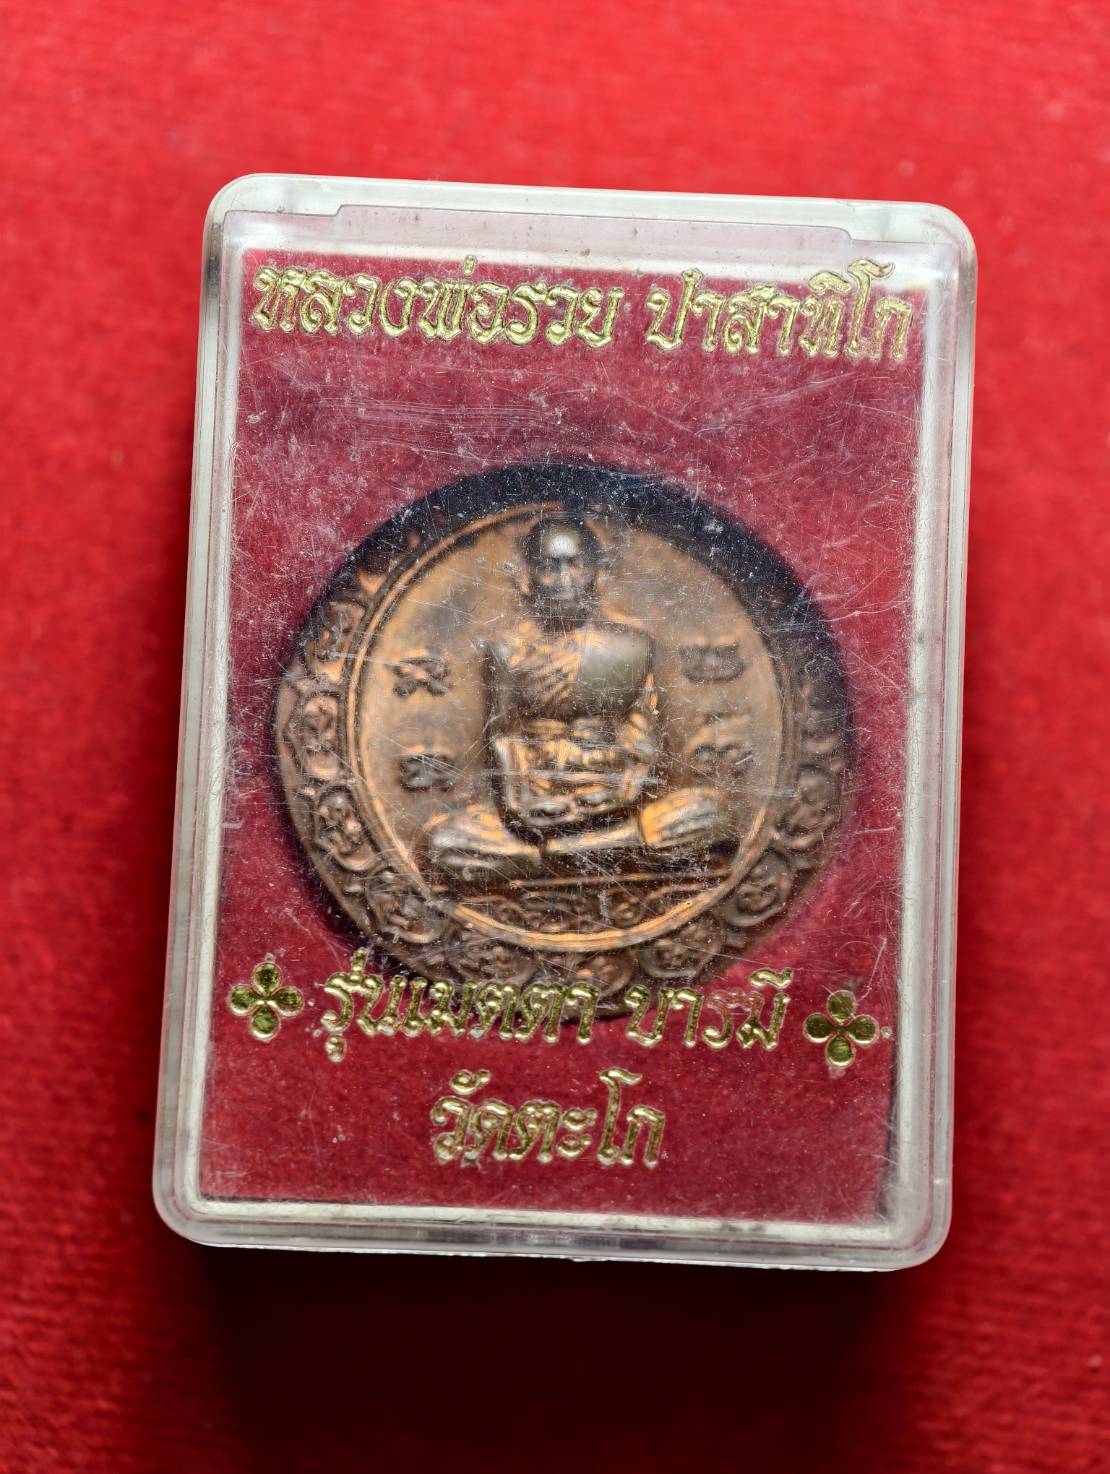 หลวงพ่อรวย ปาสาทิโก
รุ่นเมตตา บารมี
วัดตะโก